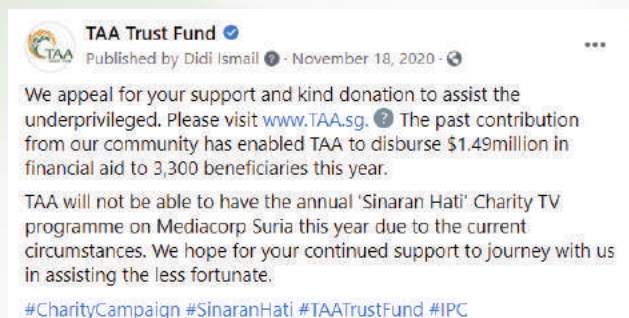 TAA
TAA Trust Fund
Published by Didi Ismail · November 18, 2020 ·
We appeal for your support and kind donation to assist the
underprivileged. Please visit www.TAA.sg. The past contribution
from our community has enabled TAA to disburse $1.49million in
financial aid to 3,300 beneficiaries this year.
TAA will not be able to have the annual 'Sinaran Hati' Charity TV
programme on Mediacorp Suria this year due to the current
circumstances. We hope for your continued support to journey with us
in assisting the less fortunate.
#CharityCampaign #SinaranHati #TAATrustFund #IPC